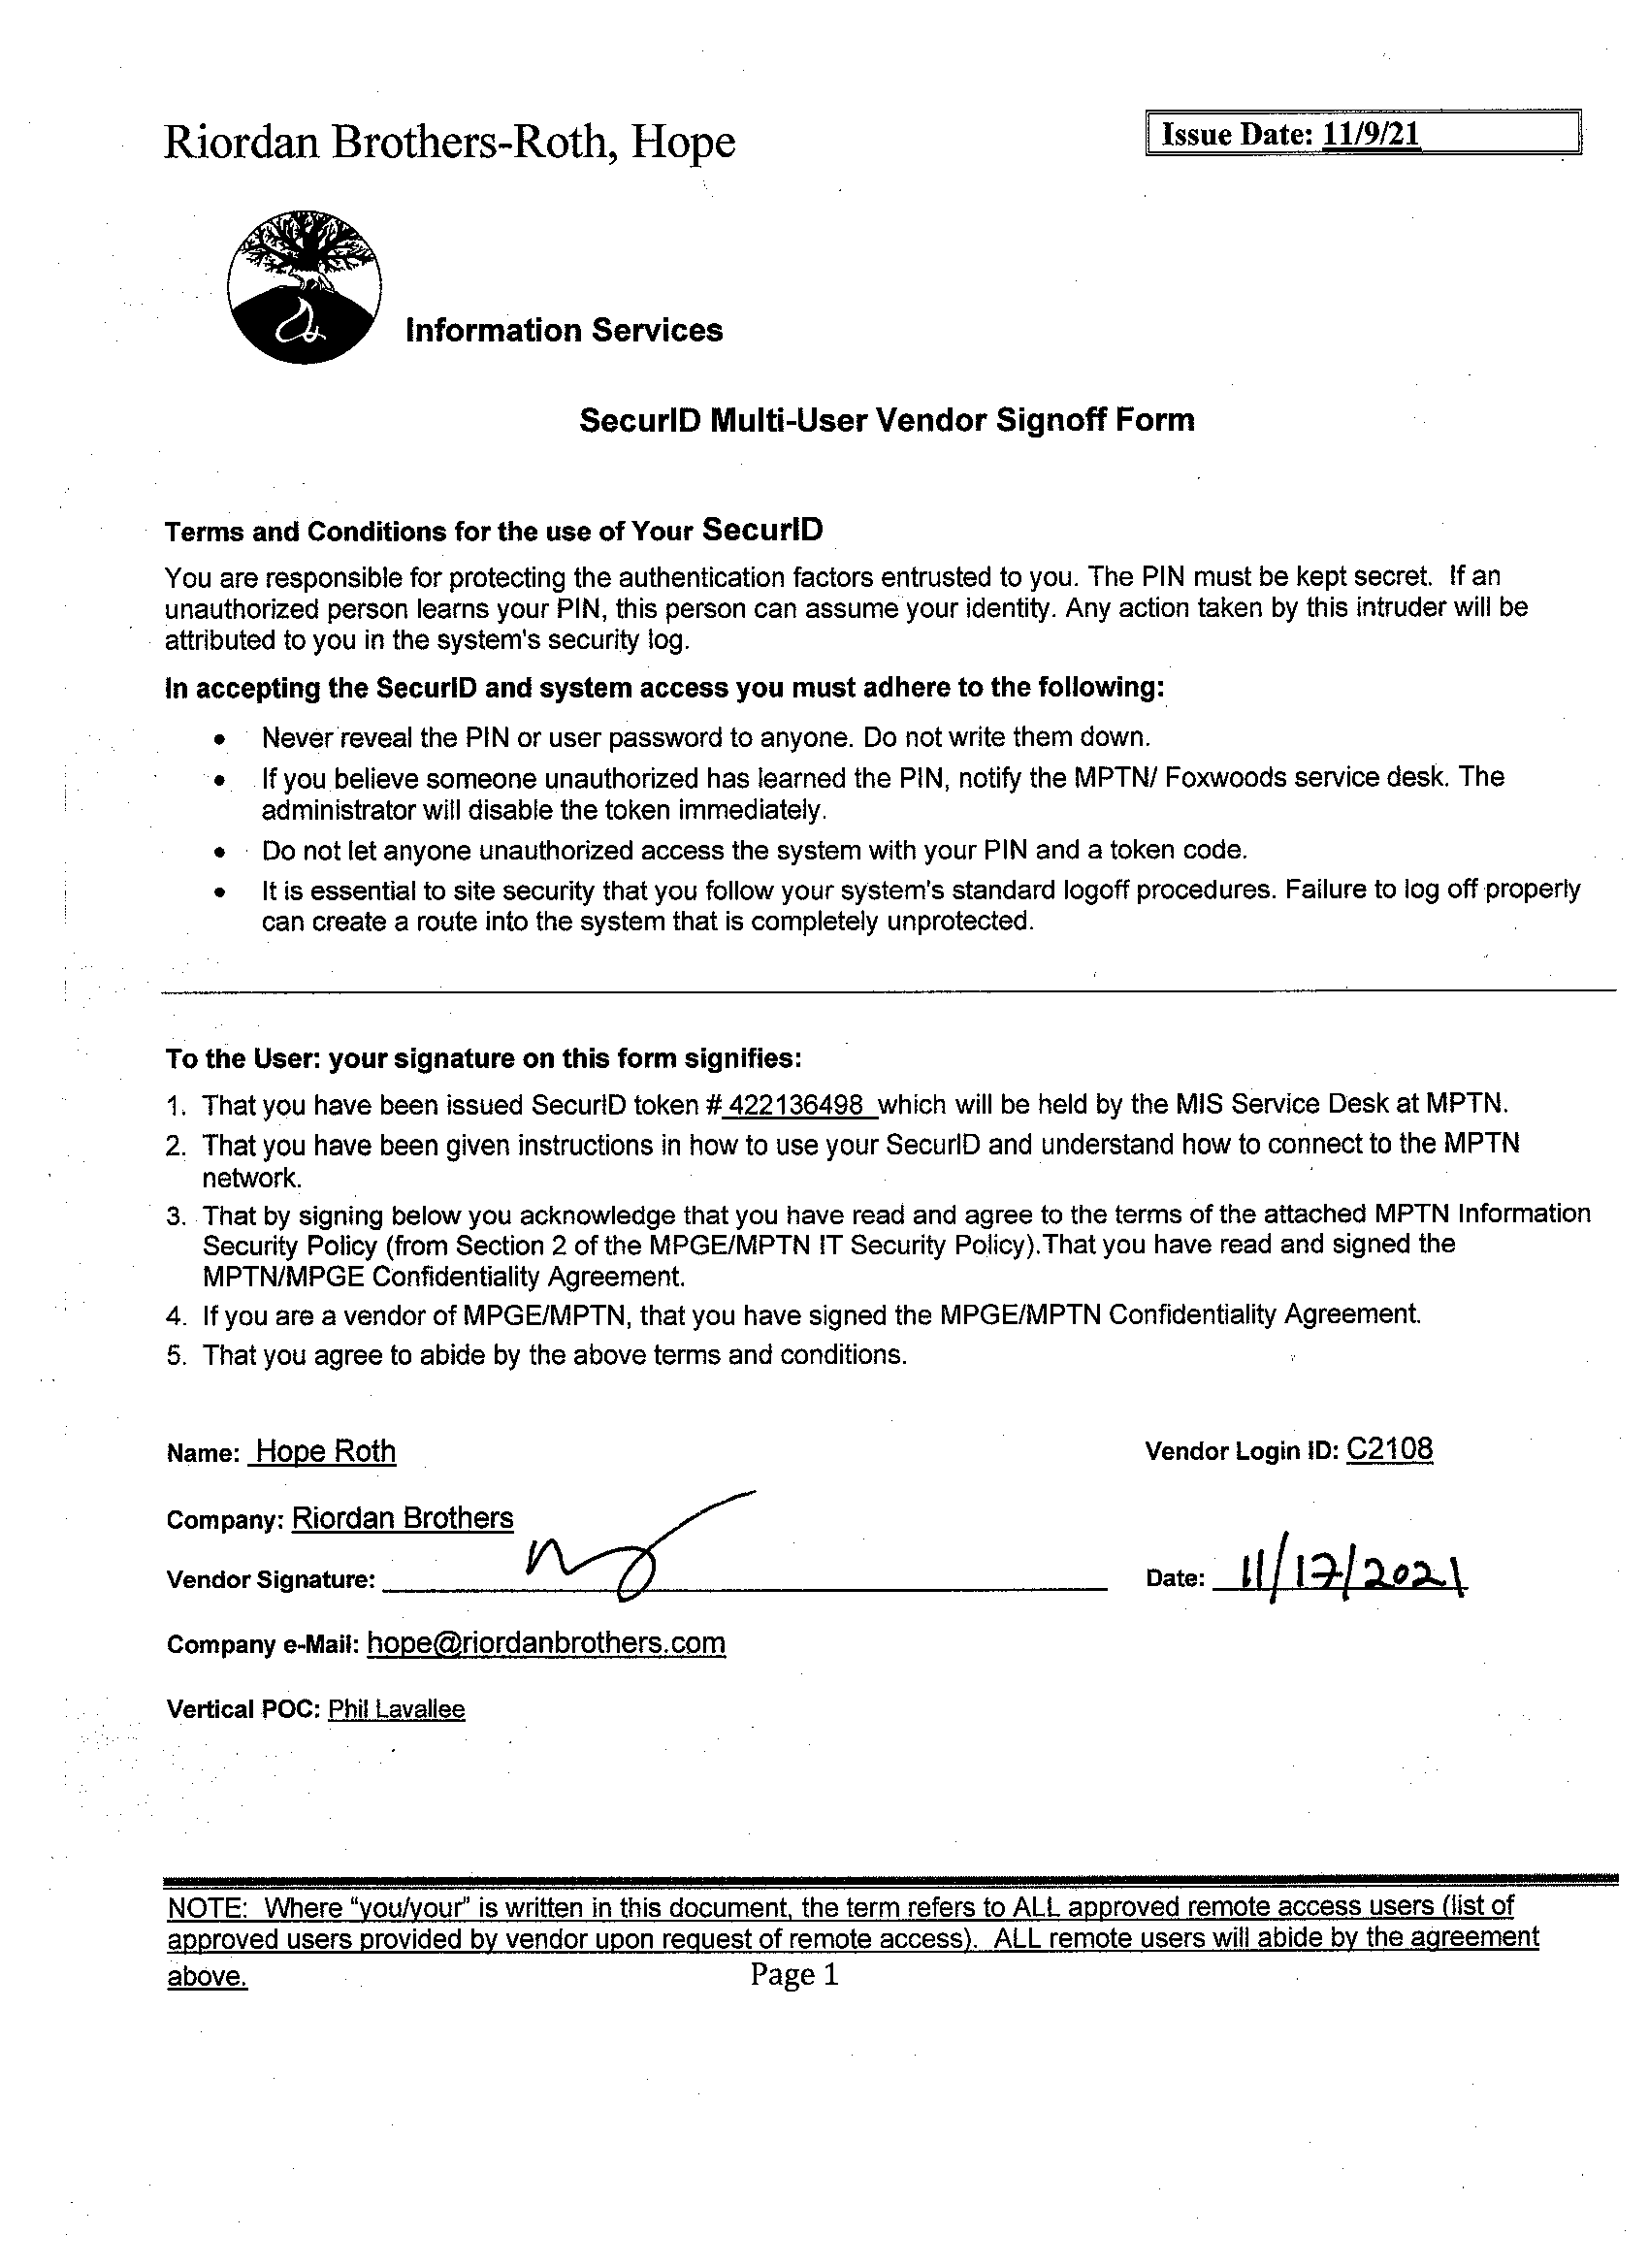 Riordan Brothers-Roth, Hope
Issue Date: 11/9/21
Information Services
SecurID Multi-User Vendor Signoff Form
Terms and Conditions for the use of Your SecurID
You are responsible for protecting the authentication factors entrusted to you. The PIN must be kept secret. If an
unauthorized person learns your PIN, this person can assume your identity. Any action taken by this intruder will be
attributed to you in the system's security log.
In accepting the SecurID and system access you must adhere to the following:
• Never reveal the PIN or user password to anyone. Do not write them down.
• If you believe someone unauthorized has learned the PIN, notify the MPTN/ Foxwoods service desk. The
administrator will disable the token immediately.
• Do not let anyone unauthorized access the system with your PIN and a token code.
• It is essential to site security that you follow your system's standard logoff procedures. Failure to log off properly
can create a route into the system that is completely unprotected.
To the User: your signature on this form signifies:
1. That you have been issued SecurID token # 422136498 which will be held by the MIS Service Desk at MPTN.
2. That you have been given instructions in how to use your SecurID and understand how to connect to the MPTN
network.
3. That by signing below you acknowledge that you have read and agree to the terms of the attached MPTN Information
Security Policy (from Section 2 of the MPGE/MPTN IT Security Policy).That you have read and signed the
MPTN/MPGE Confidentiality Agreement.
4. If you are a vendor of MPGE/MPTN, that you have signed the MPGE/MPTN Confidentiality Agreement.
5. That you agree to abide by the above terms and conditions.
Name: Hope Roth
Vendor Login ID: C2108
Company: Riordan Brothers
Vendor Signature:
Date: 11/17/2021
Company e-Mail: hope@riordanbrothers.com
Vertical POC: Phil Lavallee
NOTE: Where "you/your" is written in this document, the term refers to ALL approved remote access users (list of
approved users provided by vendor upon request of remote access). ALL remote users will abide by the agreement
above.
Page 1